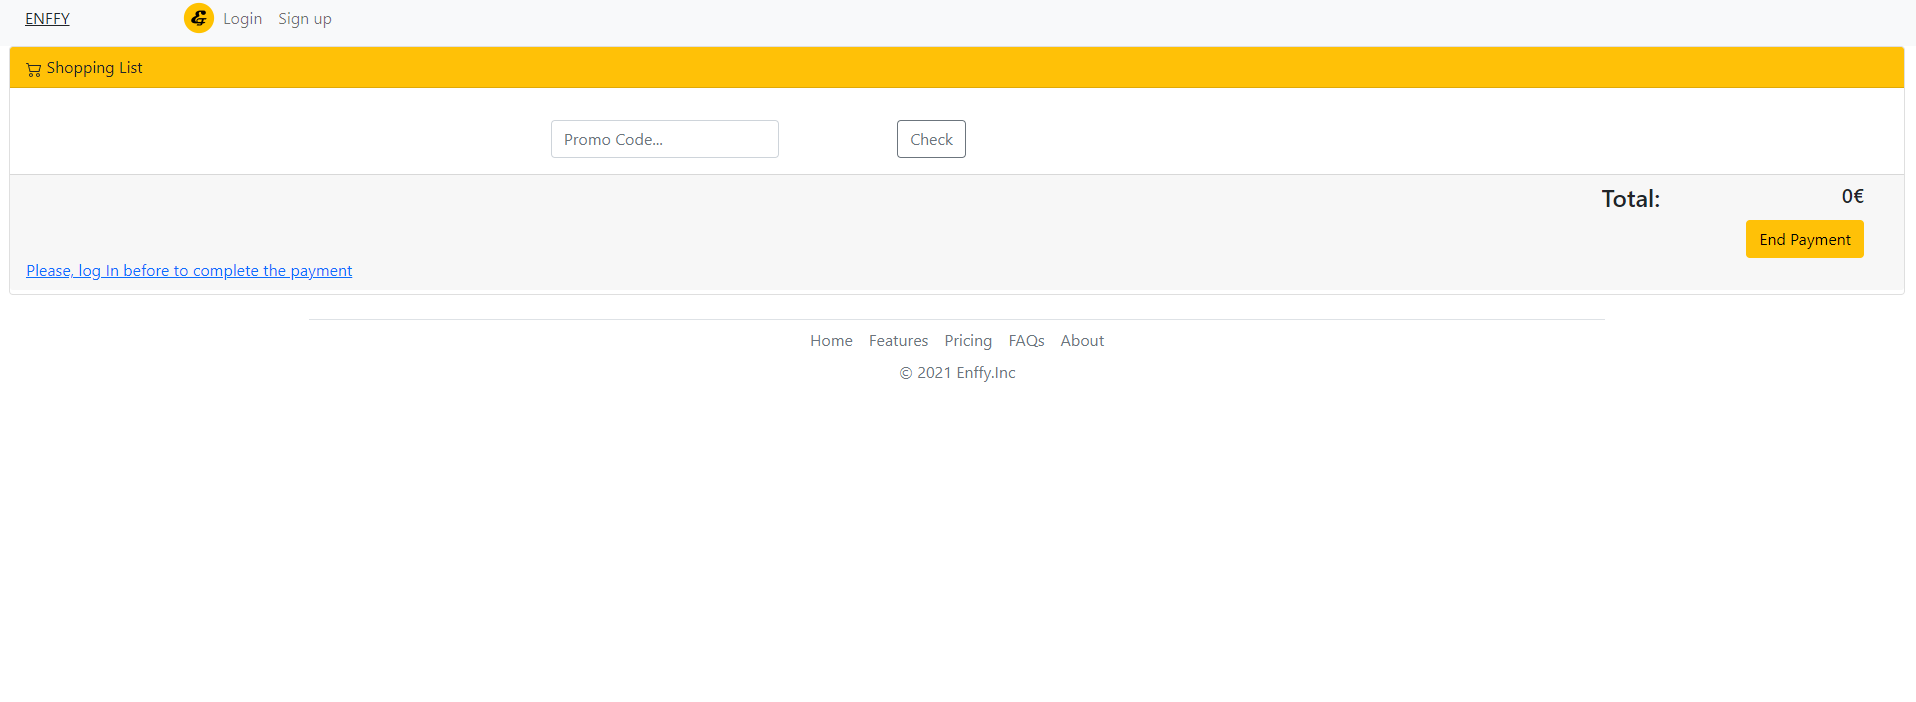 ENFFY & Login Sign up
Shopping List
Promo Code... Check
Total: 0€
End Payment
Please, log In before to complete the payment
Home Features Pricing FAQs About
© 2021 Enffy.Inc